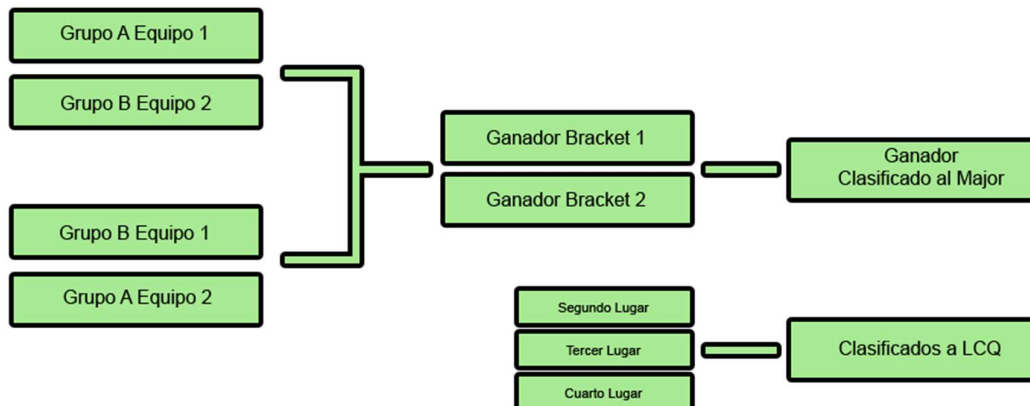 Grupo A Equipo 1
Grupo B Equipo 2
Grupo B Equipo 1
Grupo A Equipo 2
Ganador Bracket 1
Ganador Bracket 2
Ganador
Clasificado al Major
Segundo Lugar
Tercer Lugar
Cuarto Lugar
Clasificados a LCQ